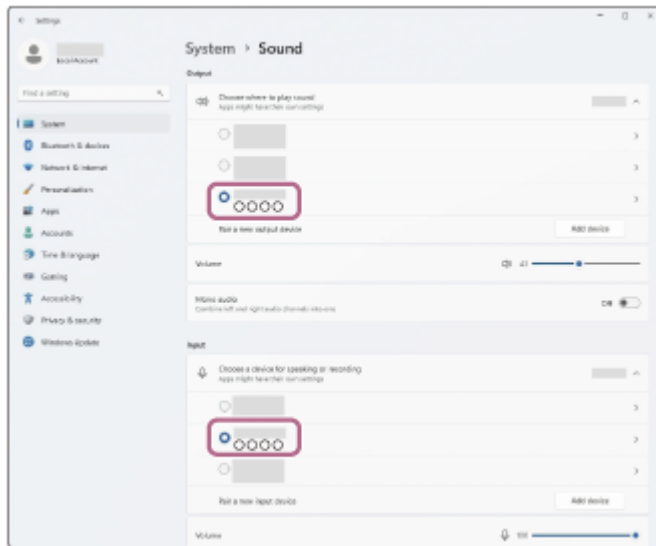 Settings
Local Account
System > Sound
Find a setting
Output
System
Bluetooth & devices
Network & internet
Personalization
Apps
Accounts
Time & language
Gaming
Accessibility
Privacy & security
Windows Update
Choose where to play sound
Apps might have their own settings
Pair a new output device
Add device
Volume
Mono audio
Combine left and right audio channels into one
Off
Input
Choose a device for speaking or recording
Apps might have their own settings
Pair a new input device
Add device
Volume
100